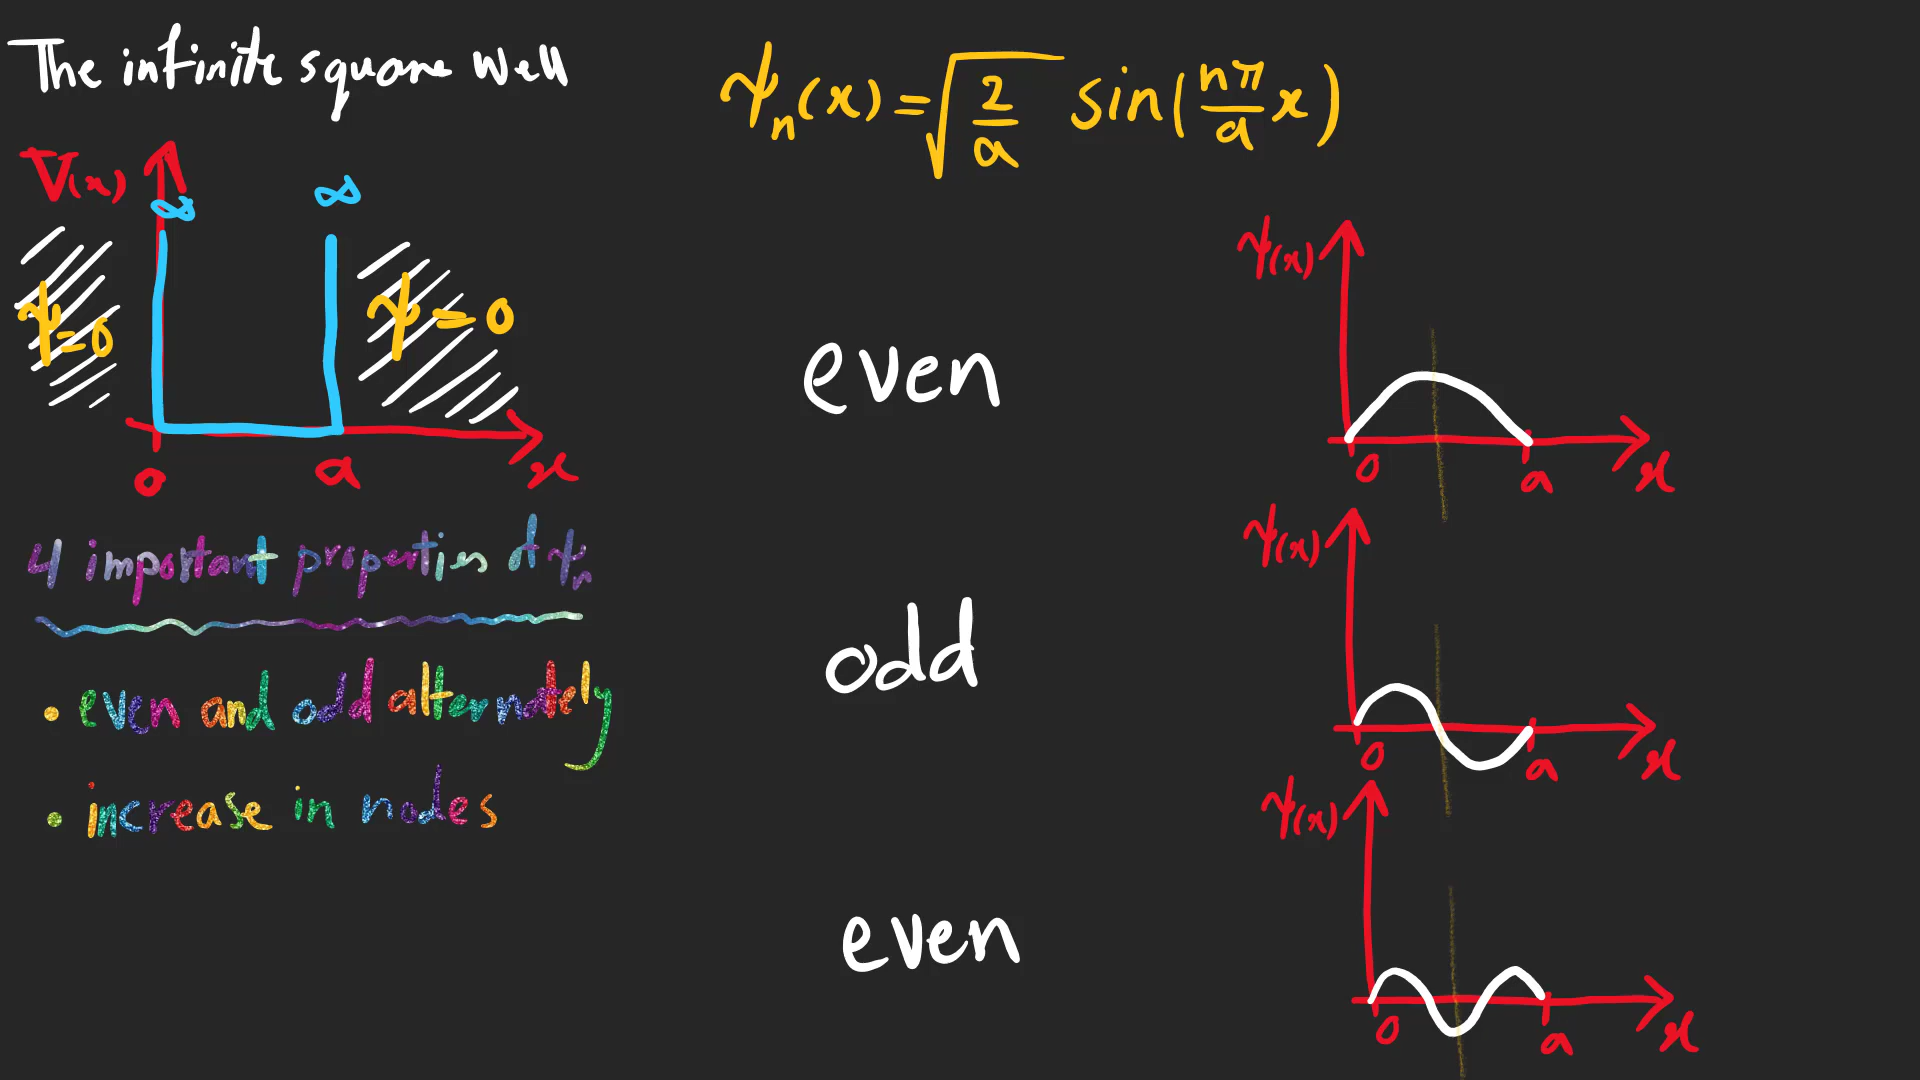 The infinite square well
ψₙ(x) = √(2/a) sin(nπ/a x)
V(x)
∞ ∞
ψ=0
ψ=0
0 a x
4 important properties of ψₙ
• even and odd alternately
• increase in nodes
even
ψ(x)
0 a x
odd
ψ(x)
0 a x
even
ψ(x)
0 a x